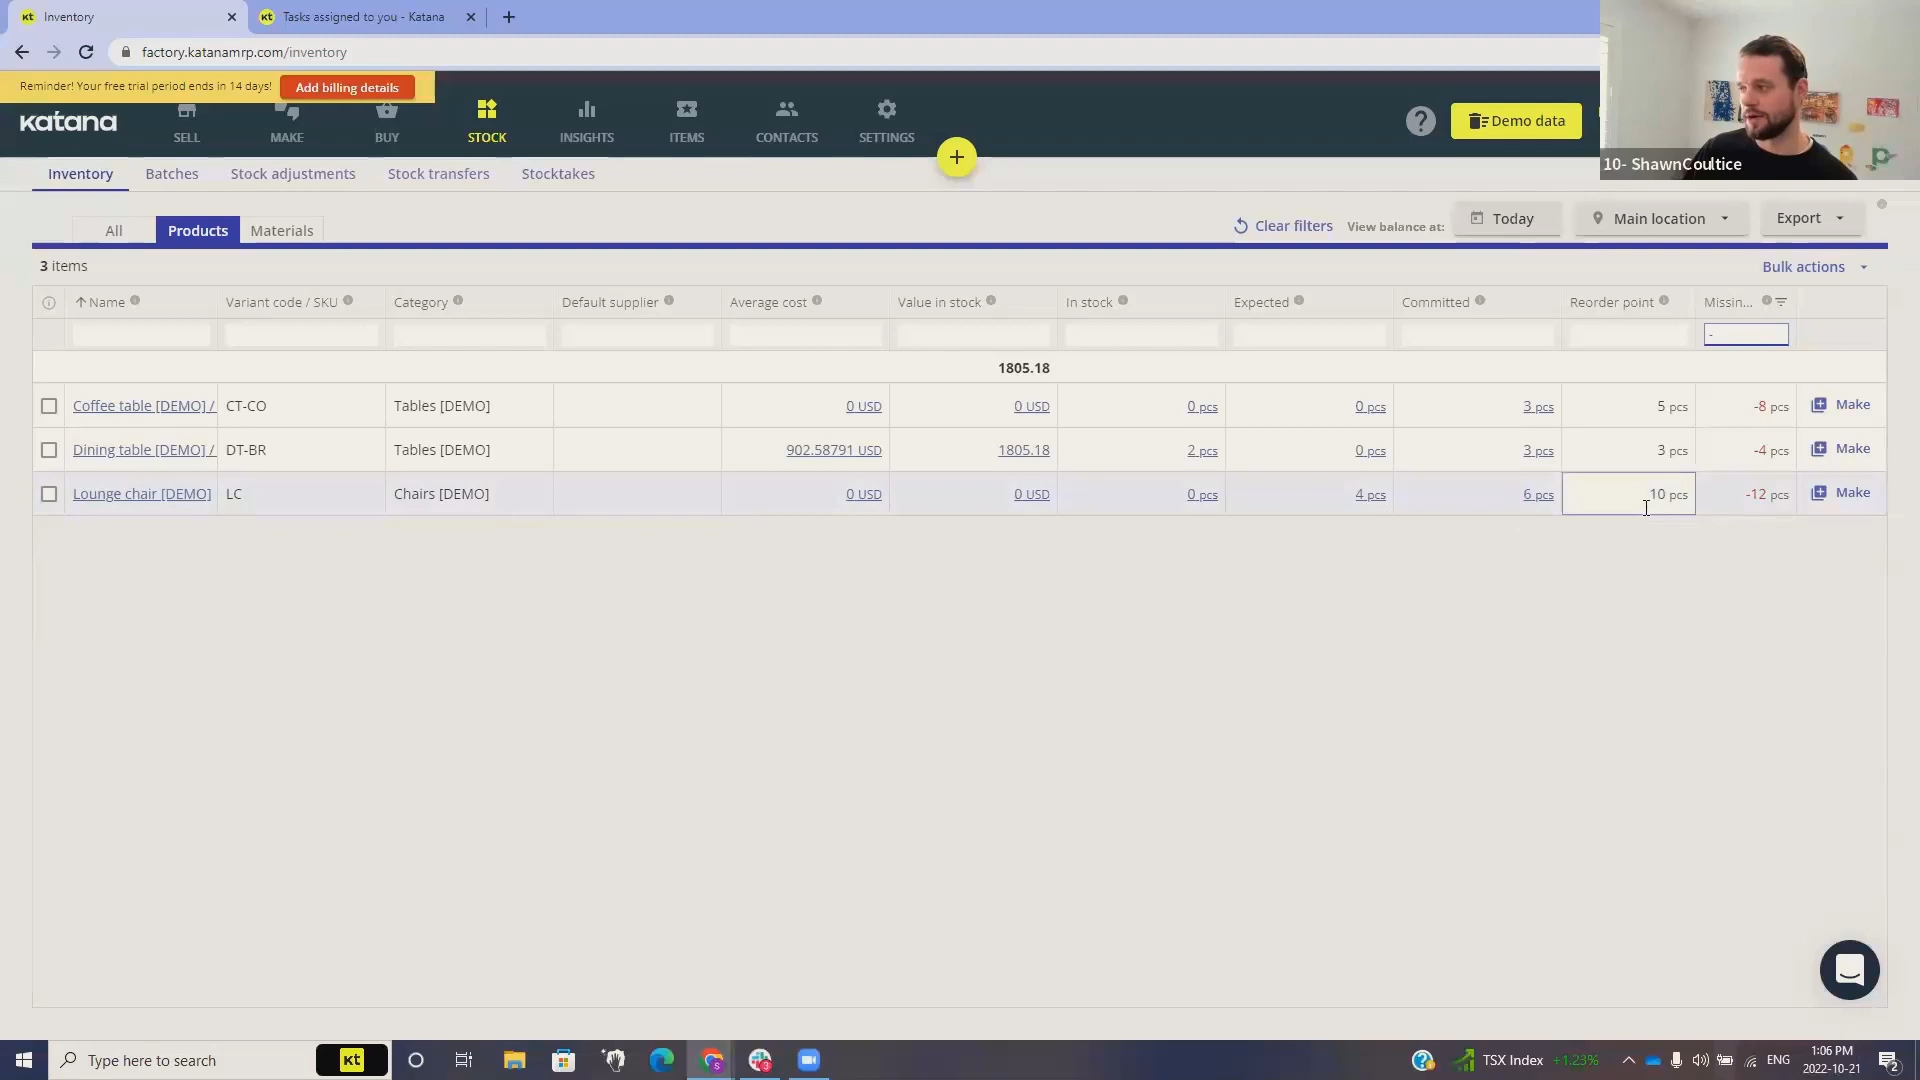 Inventory
Tasks assigned to you - Katana
factory.katanamrp.com/inventory
Reminder! Your free trial period ends in 14 days!
Add billing details
katana
SELL
MAKE
BUY
STOCK
INSIGHTS
ITEMS
CONTACTS
SETTINGS
Demo data
10- ShawnCoultice
Inventory
Batches
Stock adjustments
Stock transfers
Stocktakes
All
Products
Materials
Clear filters
View balance at:
Today
Main location
Export
3 items
Bulk actions
Name
Variant code / SKU
Category
Default supplier
Average cost
Value in stock
In stock
Expected
Committed
Reorder point
Missin...
-
1805.18
Coffee table [DEMO] / CT-CO Tables [DEMO] 0 USD 0 USD 0 pcs 0 pcs 3 pcs 5 pcs -8 pcs Make
Dining table [DEMO] / DT-BR Tables [DEMO] 902.58791 USD 1805.18 2 pcs 0 pcs 3 pcs 3 pcs -4 pcs Make
Lounge chair [DEMO] LC Chairs [DEMO] 0 USD 0 USD 0 pcs 4 pcs 6 pcs 10 pcs -12 pcs Make
Type here to search
KT
TSX Index +1.23%
ENG
1:06 PM
2022-10-21
2